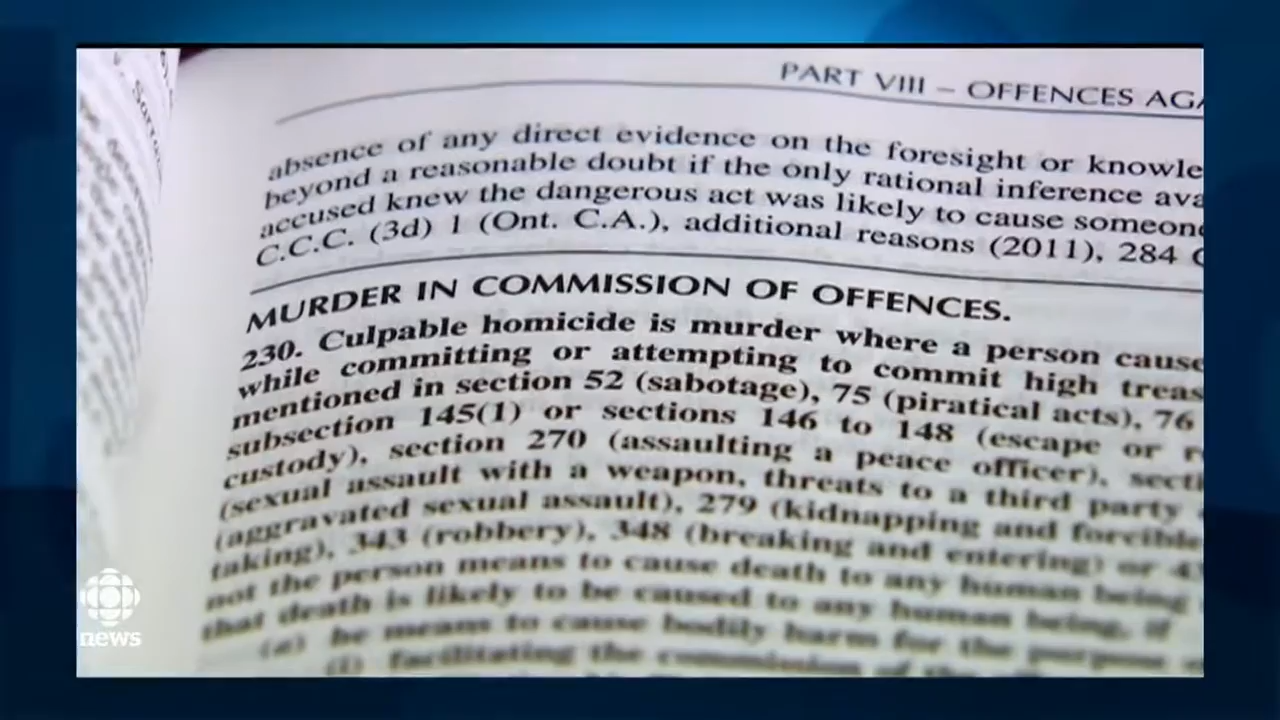 PART VIII – OFFENCES AGA
absence of any direct evidence on the foresight or knowle
beyond a reasonable doubt if the only rational inference ava
accused knew the dangerous act was likely to cause someon
C.C.C. (3d) 1 (Ont. C.A.), additional reasons (2011), 284 C
MURDER IN COMMISSION OF OFFENCES.
230. Culpable homicide is murder where a person cause
while committing or attempting to commit high treas
mentioned in section 52 (sabotage), 75 (piratical acts), 76
subsection 145(1) or sections 146 to 148 (escape or r
custody), section 270 (assaulting a peace officer), secti
(sexual assault with a weapon, threats to a third party
(aggravated sexual assault), 279 (kidnapping and forcible
taking), 343 (robbery), 348 (breaking and entering) or 43
not the person means to cause death to any human being
that death is likely to be caused to any human being, if
(a) he means to cause bodily harm for the purpose o
(i) facilitating the commission of the
news